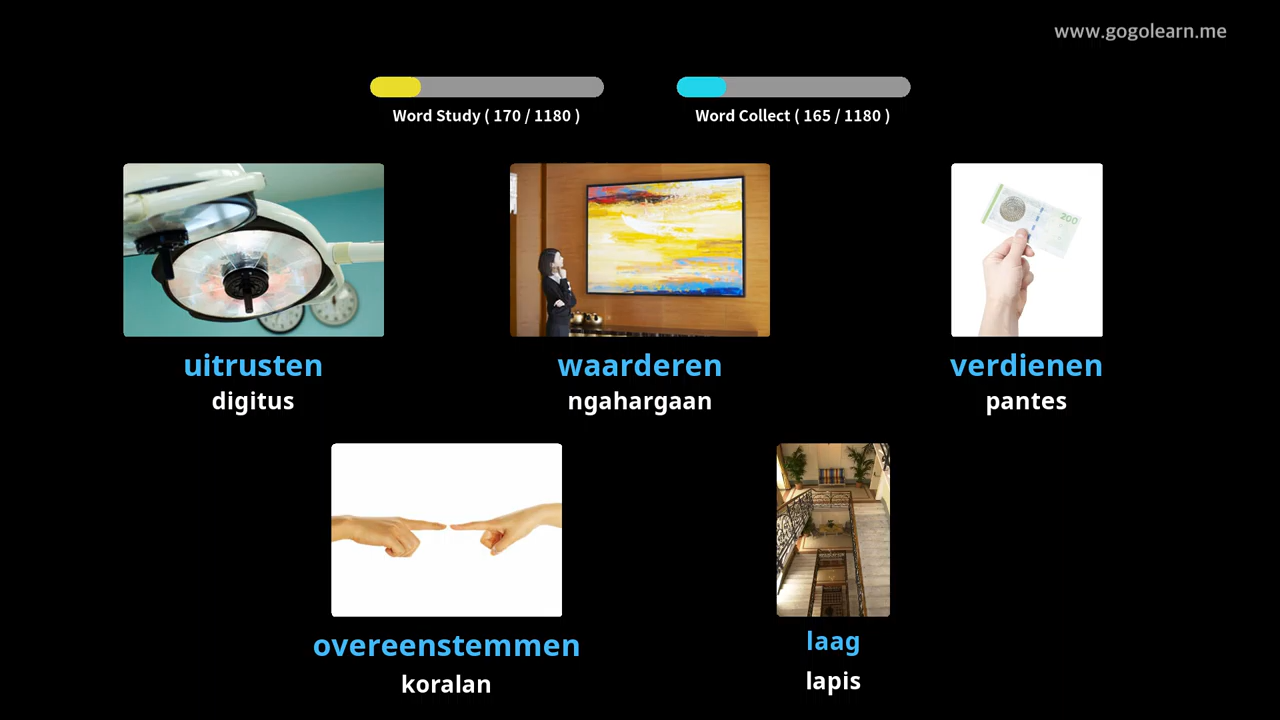 www.gogolearn.me
Word Study ( 170 / 1180 )
Word Collect ( 165 / 1180 )
200
uitrusten
waarderen
verdienen
digitus
ngahargaan
pantes
overeenstemmen
laag
koralan
lapis